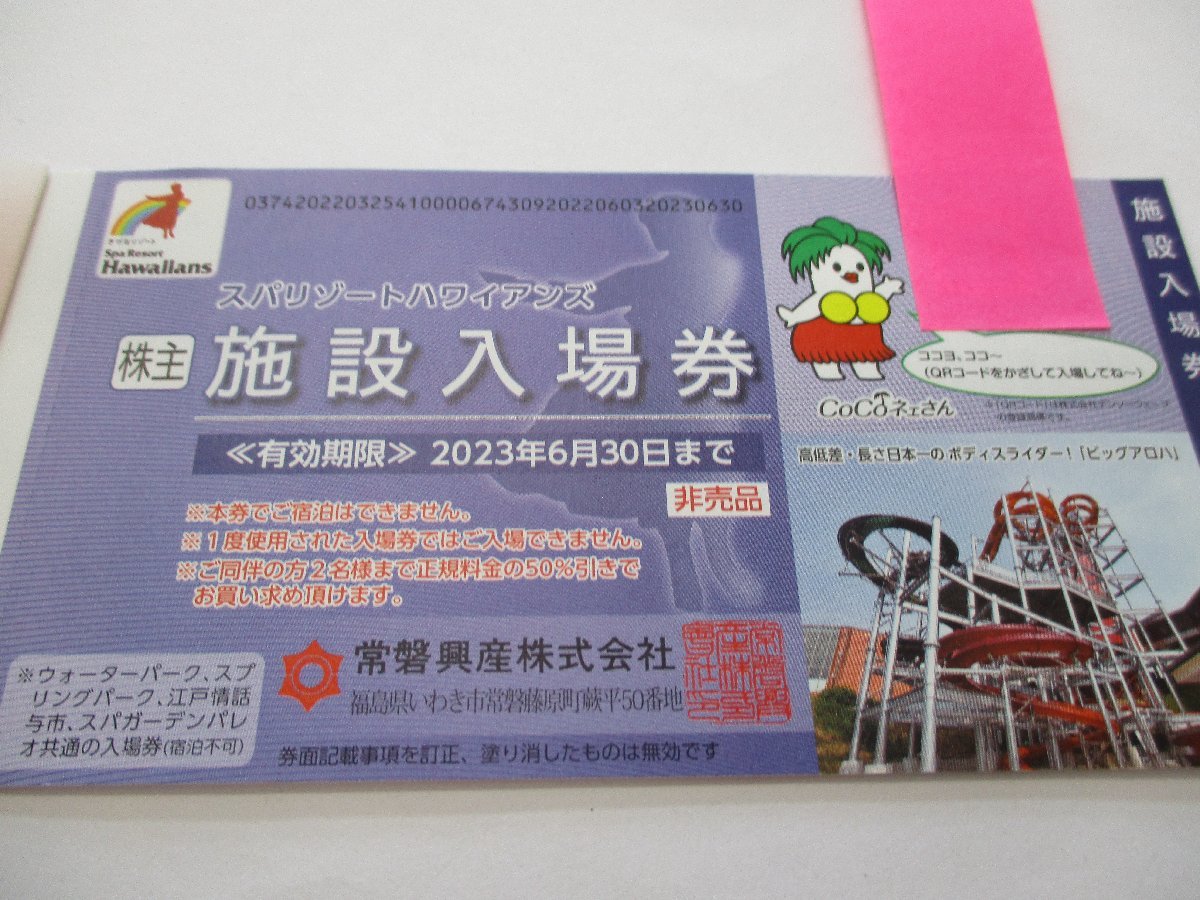 きづなリゾート
Spa Resort
Hawaiians
0374202203254100006743092022060320230630
スパリゾートハワイアンズ
株主 施設入場券
≪有効期限≫ 2023年6月30日まで
非売品
※本券でご宿泊はできません。
※1度使用された入場券ではご入場できません。
※ご同伴の方2名様まで正規料金の50%引きで
お買い求め頂けます。
常磐興産株式会社
福島県いわき市常磐藤原町蕨平50番地
※ウォーターパーク、スプ
リングパーク、江戸情話
与市、スパガーデンパレ
オ共通の入場券(宿泊不可)
券面記載事項を訂正、塗り消したものは無効です
ココヨ、ココ～
(QRコードをかざして入場してね～)
CoCoネェさん
高低差・長さ日本一のボディスライダー!「ビッグアロハ」
施設入場券